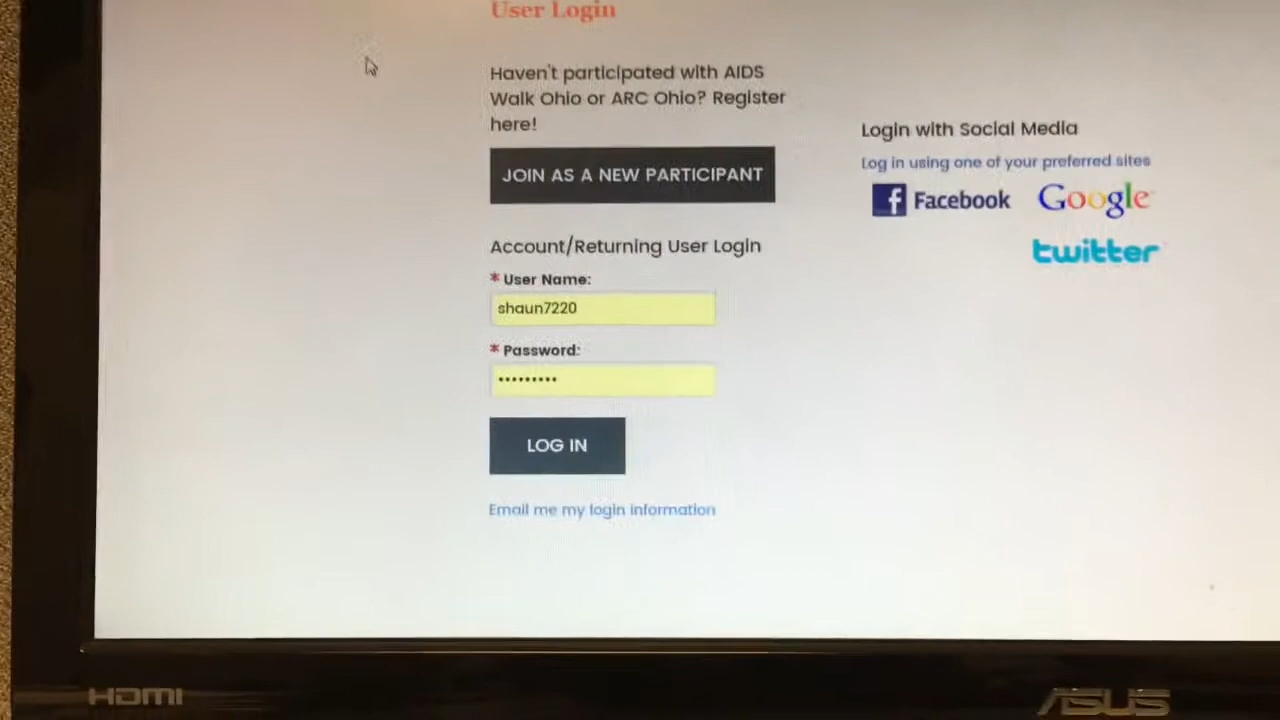 User Login
Haven't participated with AIDS
Walk Ohio or ARC Ohio? Register
here!
JOIN AS A NEW PARTICIPANT
Account/Returning User Login
* User Name:
shaun7220
* Password:
•••••••••
LOG IN
Email me my login information
Login with Social Media
Log in using one of your preferred sites
f Facebook
Google
twitter
HDMI
ASUS